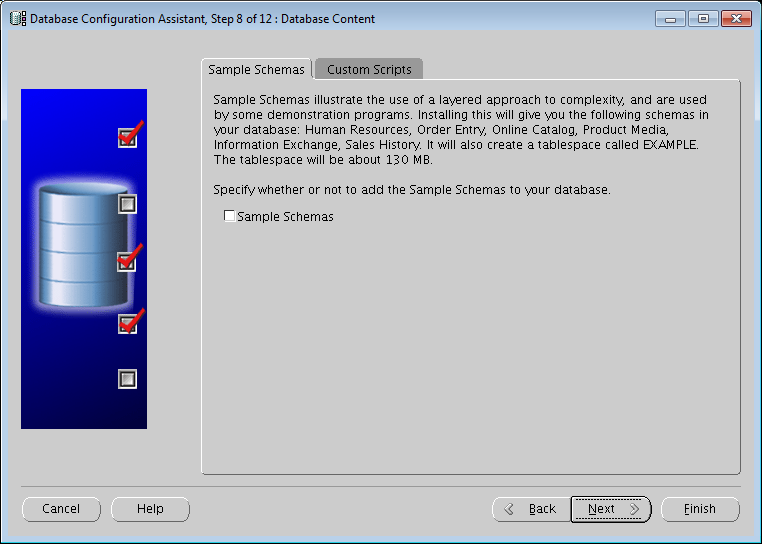 Database Configuration Assistant, Step 8 of 12 : Database Content
Sample Schemas
Custom Scripts
Sample Schemas illustrate the use of a layered approach to complexity, and are used
by some demonstration programs. Installing this will give you the following schemas in
your database: Human Resources, Order Entry, Online Catalog, Product Media,
Information Exchange, Sales History. It will also create a tablespace called EXAMPLE.
The tablespace will be about 130 MB.
Specify whether or not to add the Sample Schemas to your database.
Sample Schemas
Cancel
Help
Back
Next
Finish